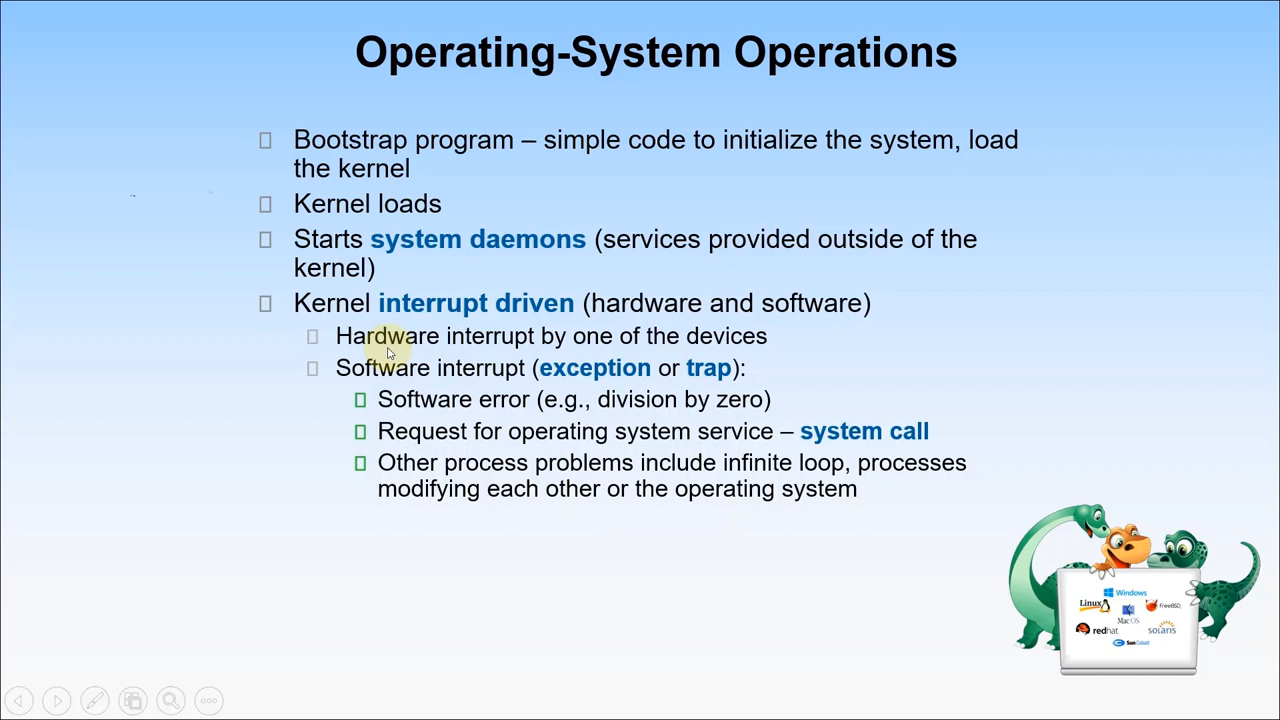 Operating-System Operations
Bootstrap program – simple code to initialize the system, load
the kernel
Kernel loads
Starts system daemons (services provided outside of the
kernel)
Kernel interrupt driven (hardware and software)
Hardware interrupt by one of the devices
Software interrupt (exception or trap):
Software error (e.g., division by zero)
Request for operating system service – system call
Other process problems include infinite loop, processes
modifying each other or the operating system
Windows
Linux
FreeBSD
Mac OS
redhat
solaris
Sun Cobalt